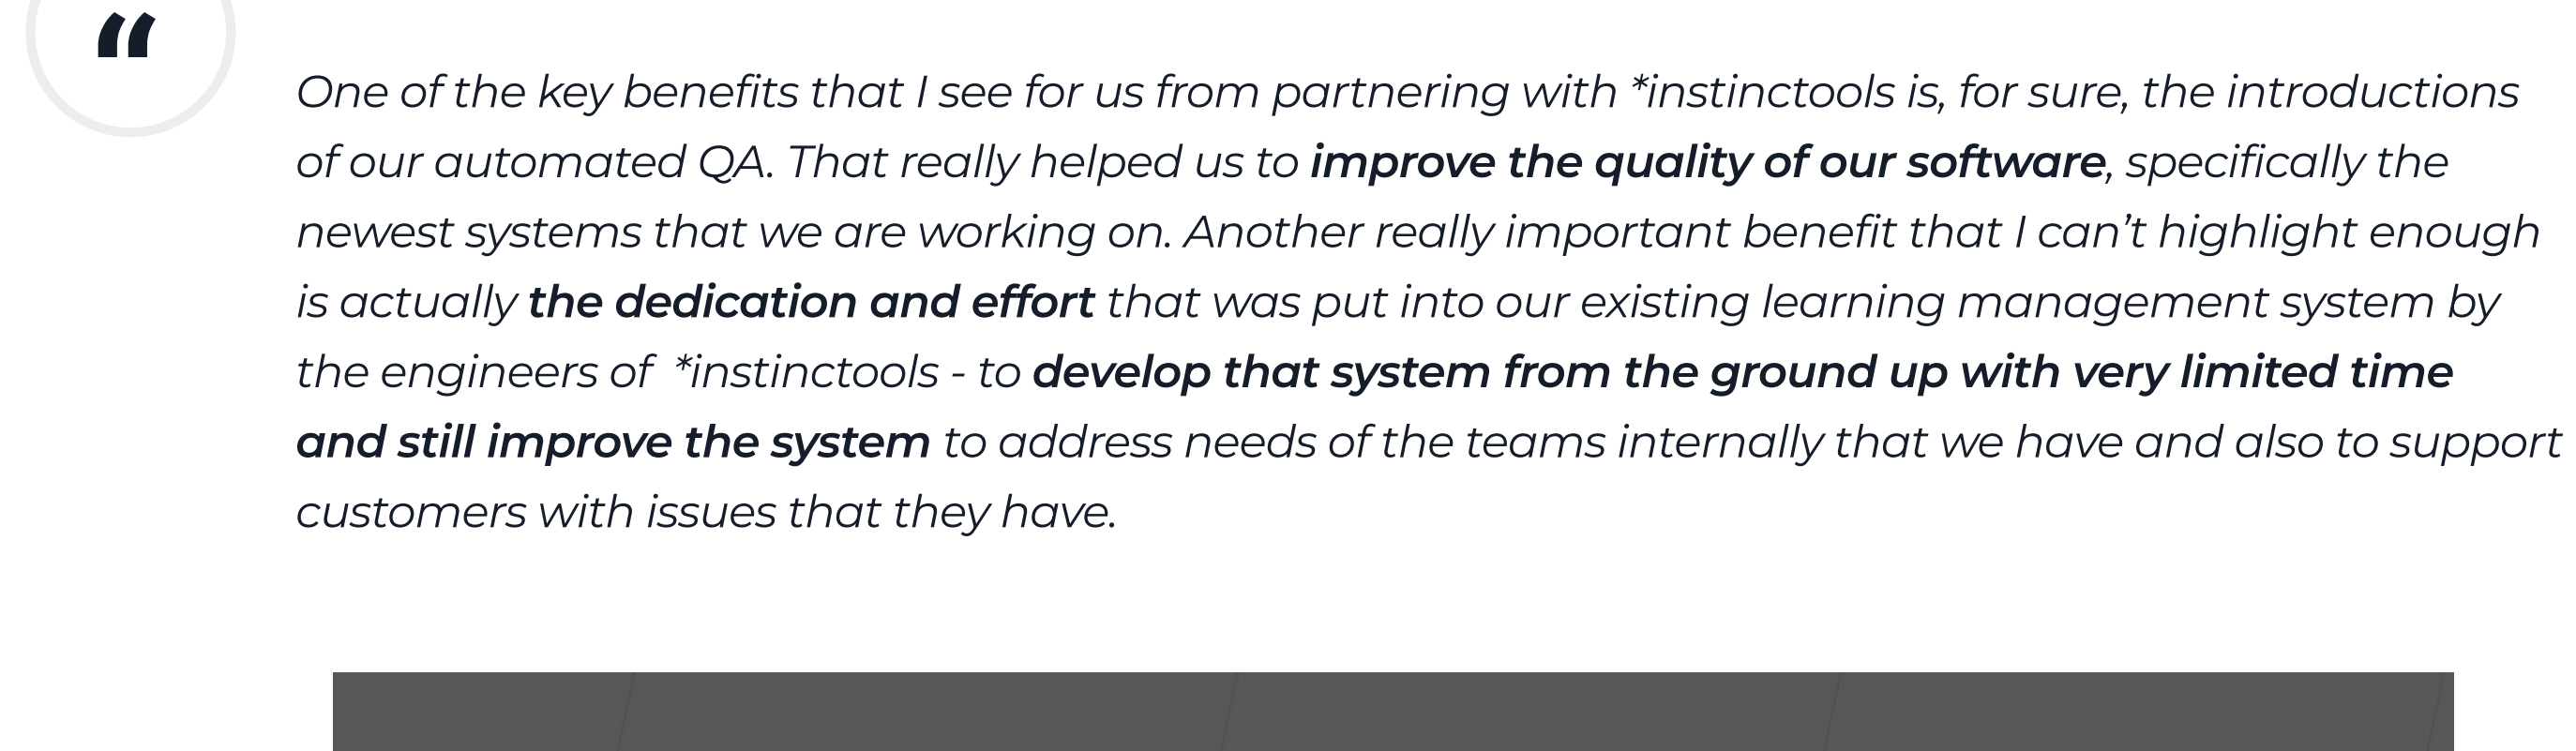 “
One of the key benefits that I see for us from partnering with *instinctools is, for sure, the introductions
of our automated QA. That really helped us to improve the quality of our software, specifically the
newest systems that we are working on. Another really important benefit that I can’t highlight enough
is actually the dedication and effort that was put into our existing learning management system by
the engineers of  *instinctools - to develop that system from the ground up with very limited time
and still improve the system to address needs of the teams internally that we have and also to support
customers with issues that they have.